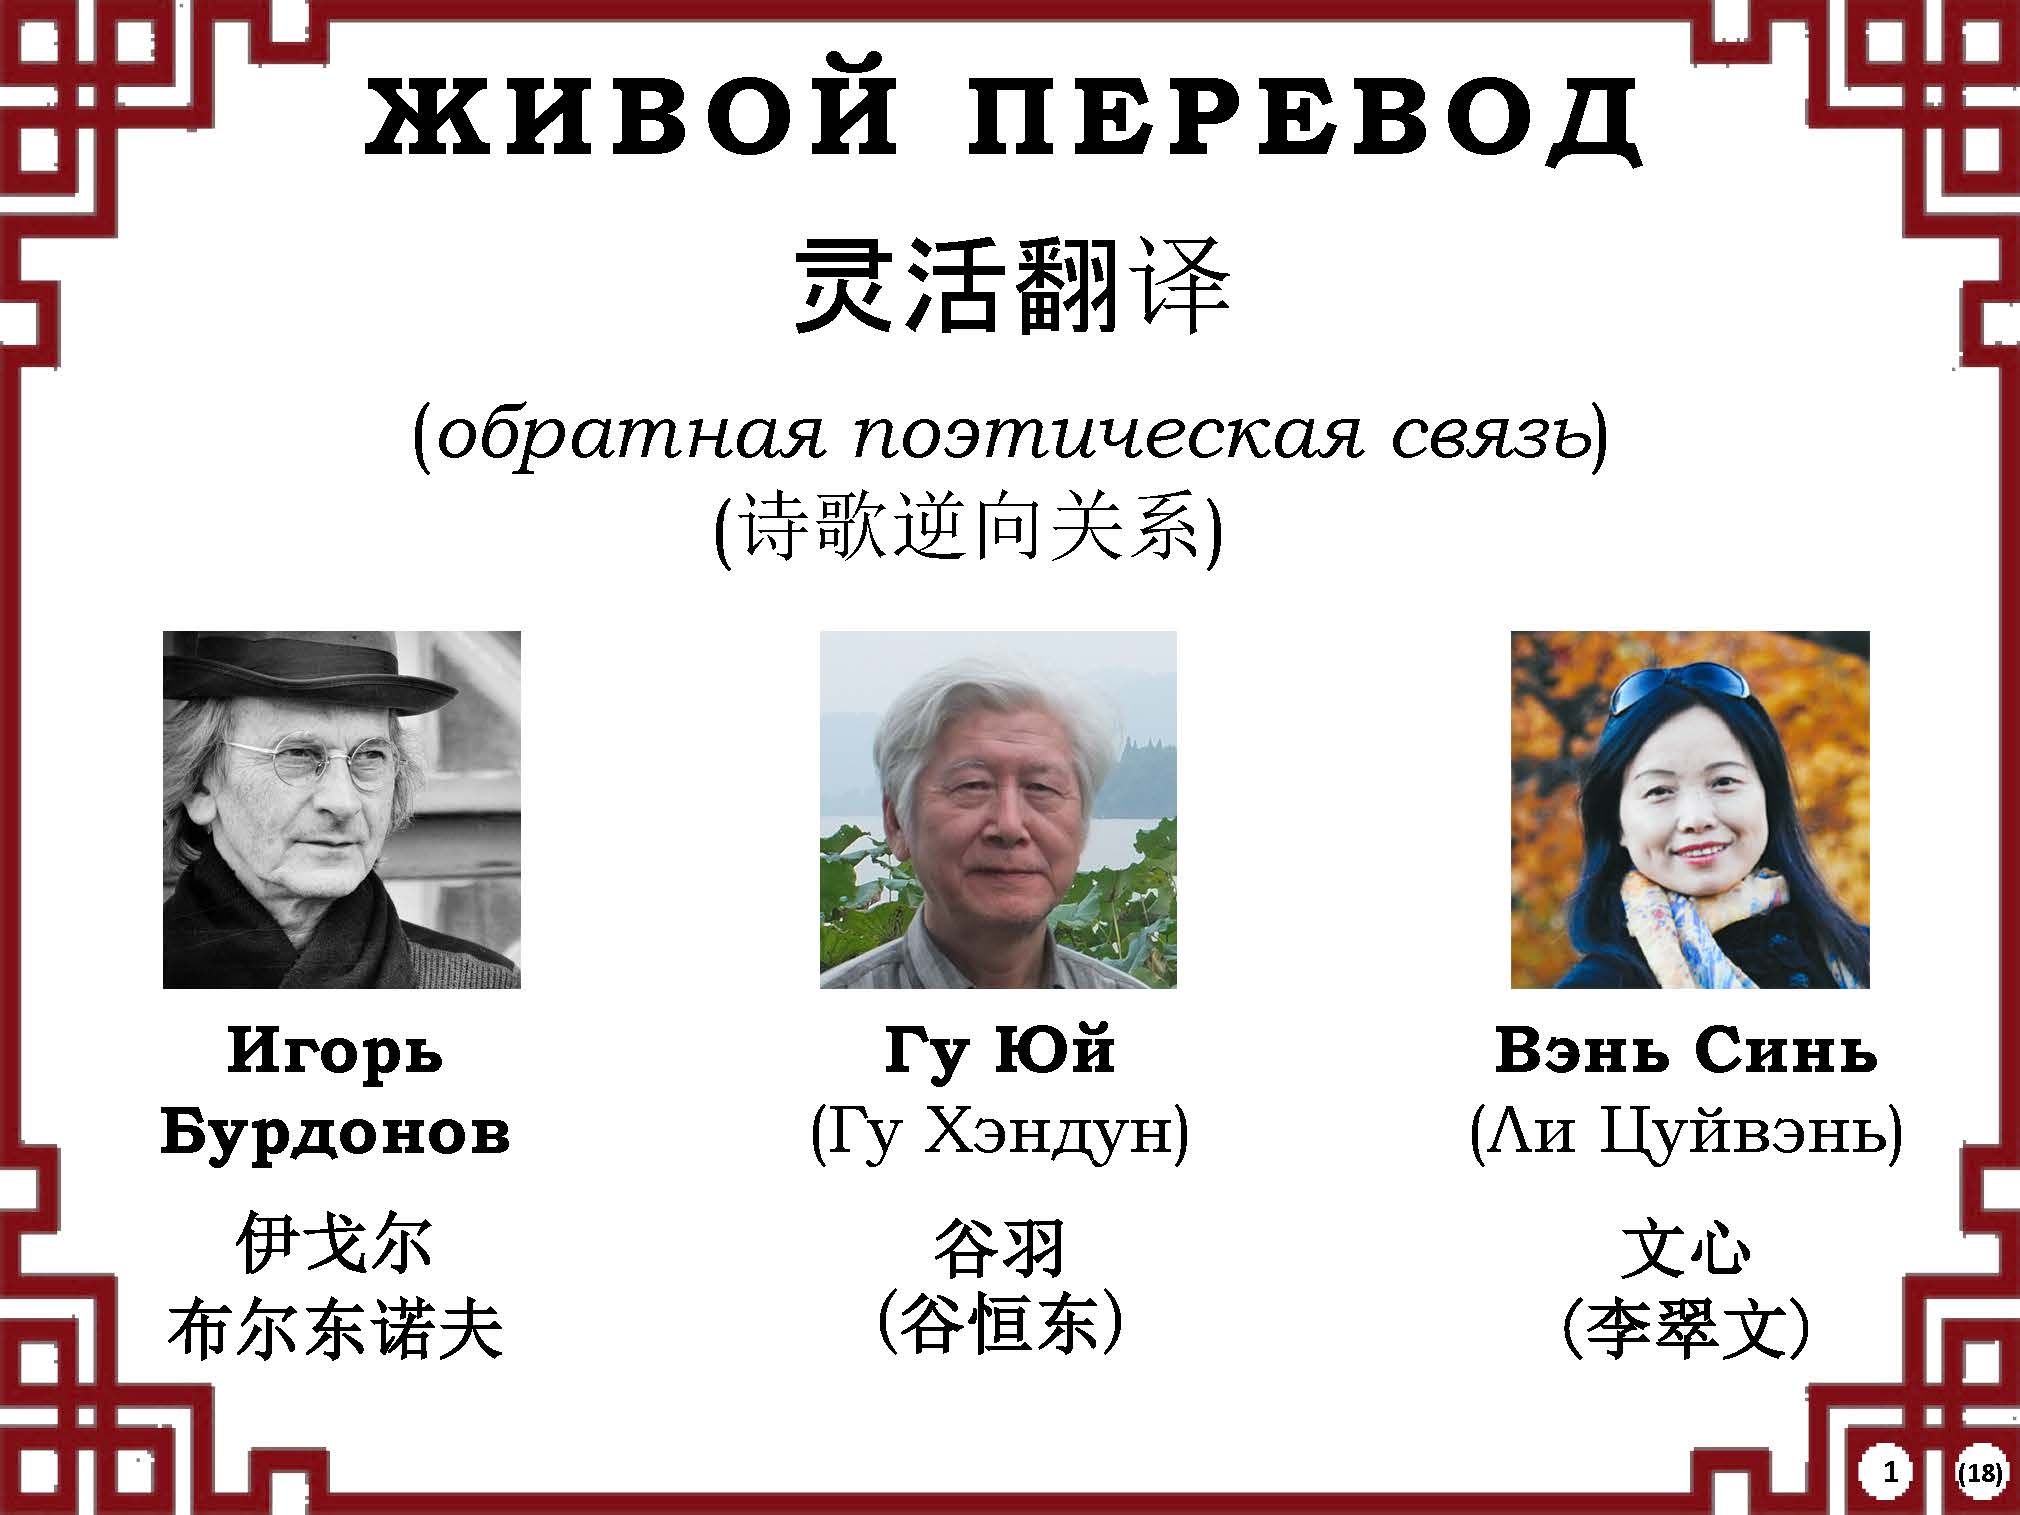 ЖИВОЙ ПЕРЕВОД
灵活翻译
(обратная поэтическая связь)
(诗歌逆向关系)
Игорь
Бурдонов
伊戈尔
布尔东诺夫
Гу Юй
(Гу Хэндун)
谷羽
(谷恒东)
Вэнь Синь
(Ли Цуйвэнь)
文心
(李翠文)
1
(18)